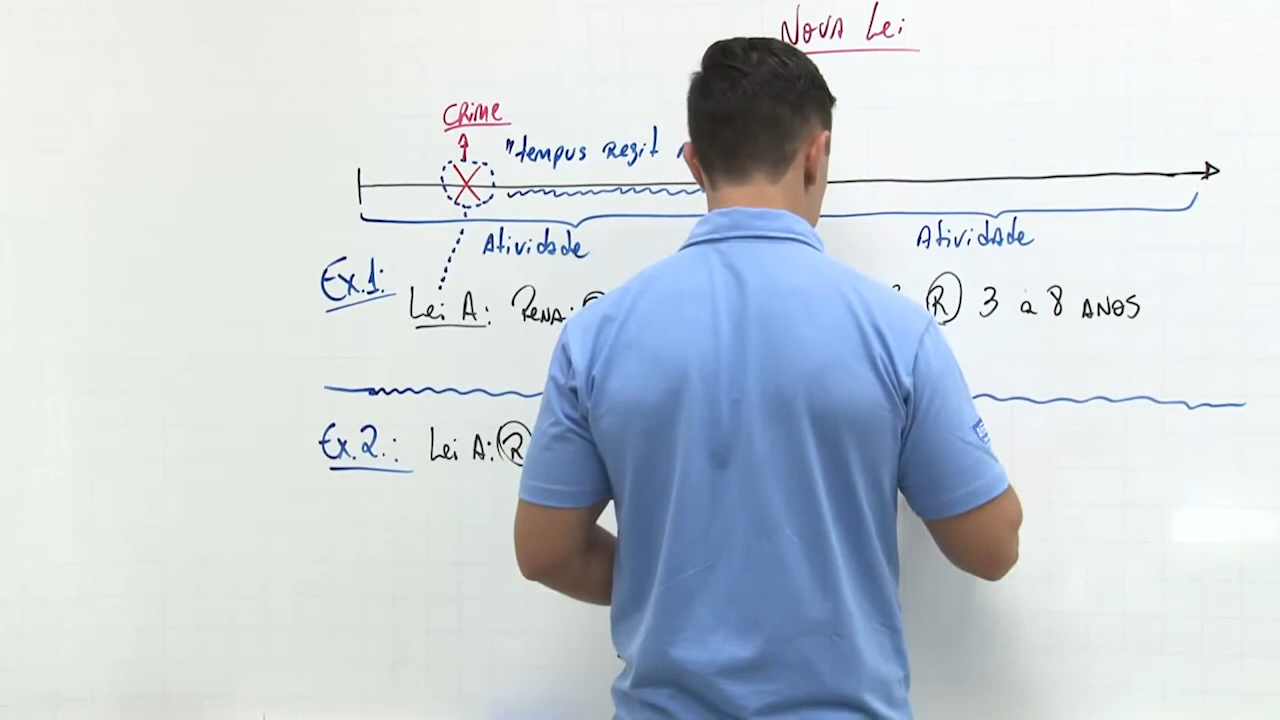 Nova Lei
CRIME
"tempus regit
Atividade
Atividade
Ex.1:
Lei A: Pena:
R 3 à 8 ANOS
Ex.2.: Lei A: R